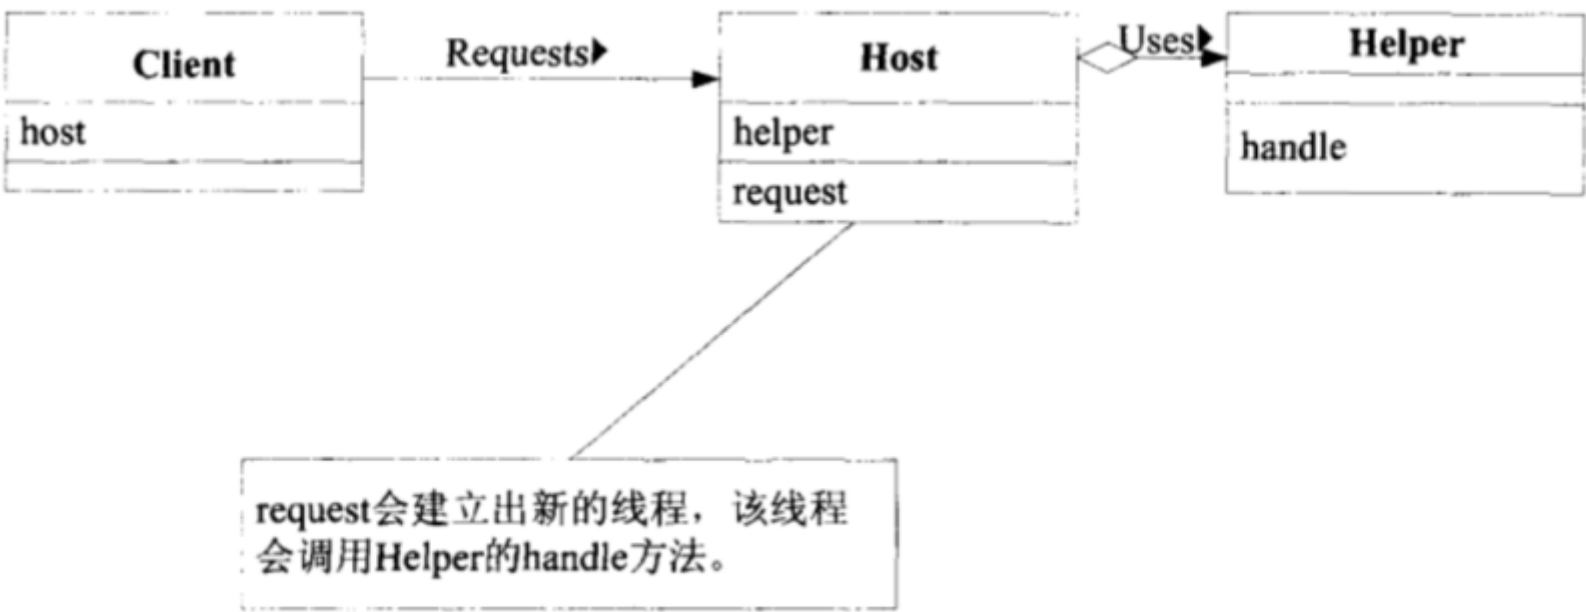 Client
host
Requests
Host
helper
request
Uses
Helper
handle
request会建立出新的线程，该线程
会调用Helper的handle方法。